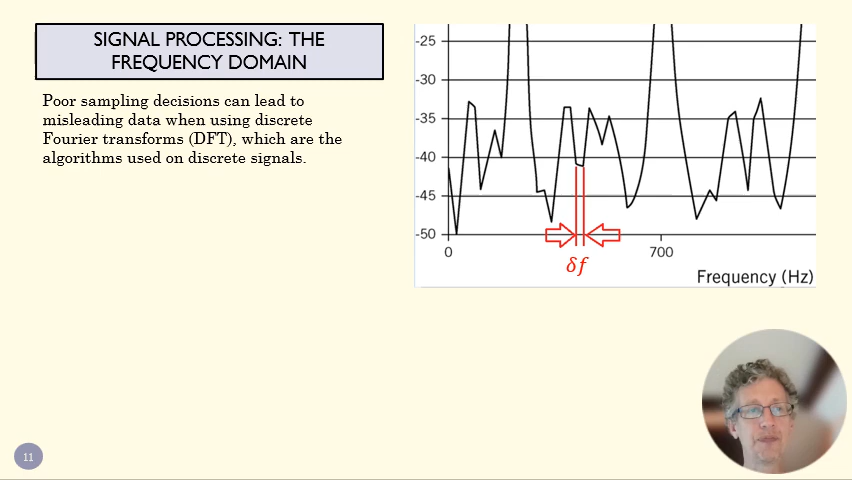 SIGNAL PROCESSING: THE
FREQUENCY DOMAIN
Poor sampling decisions can lead to
misleading data when using discrete
Fourier transforms (DFT), which are the
algorithms used on discrete signals.
-25
-30
-35
-40
-45
-50
0
700
δf
Frequency (Hz)
11